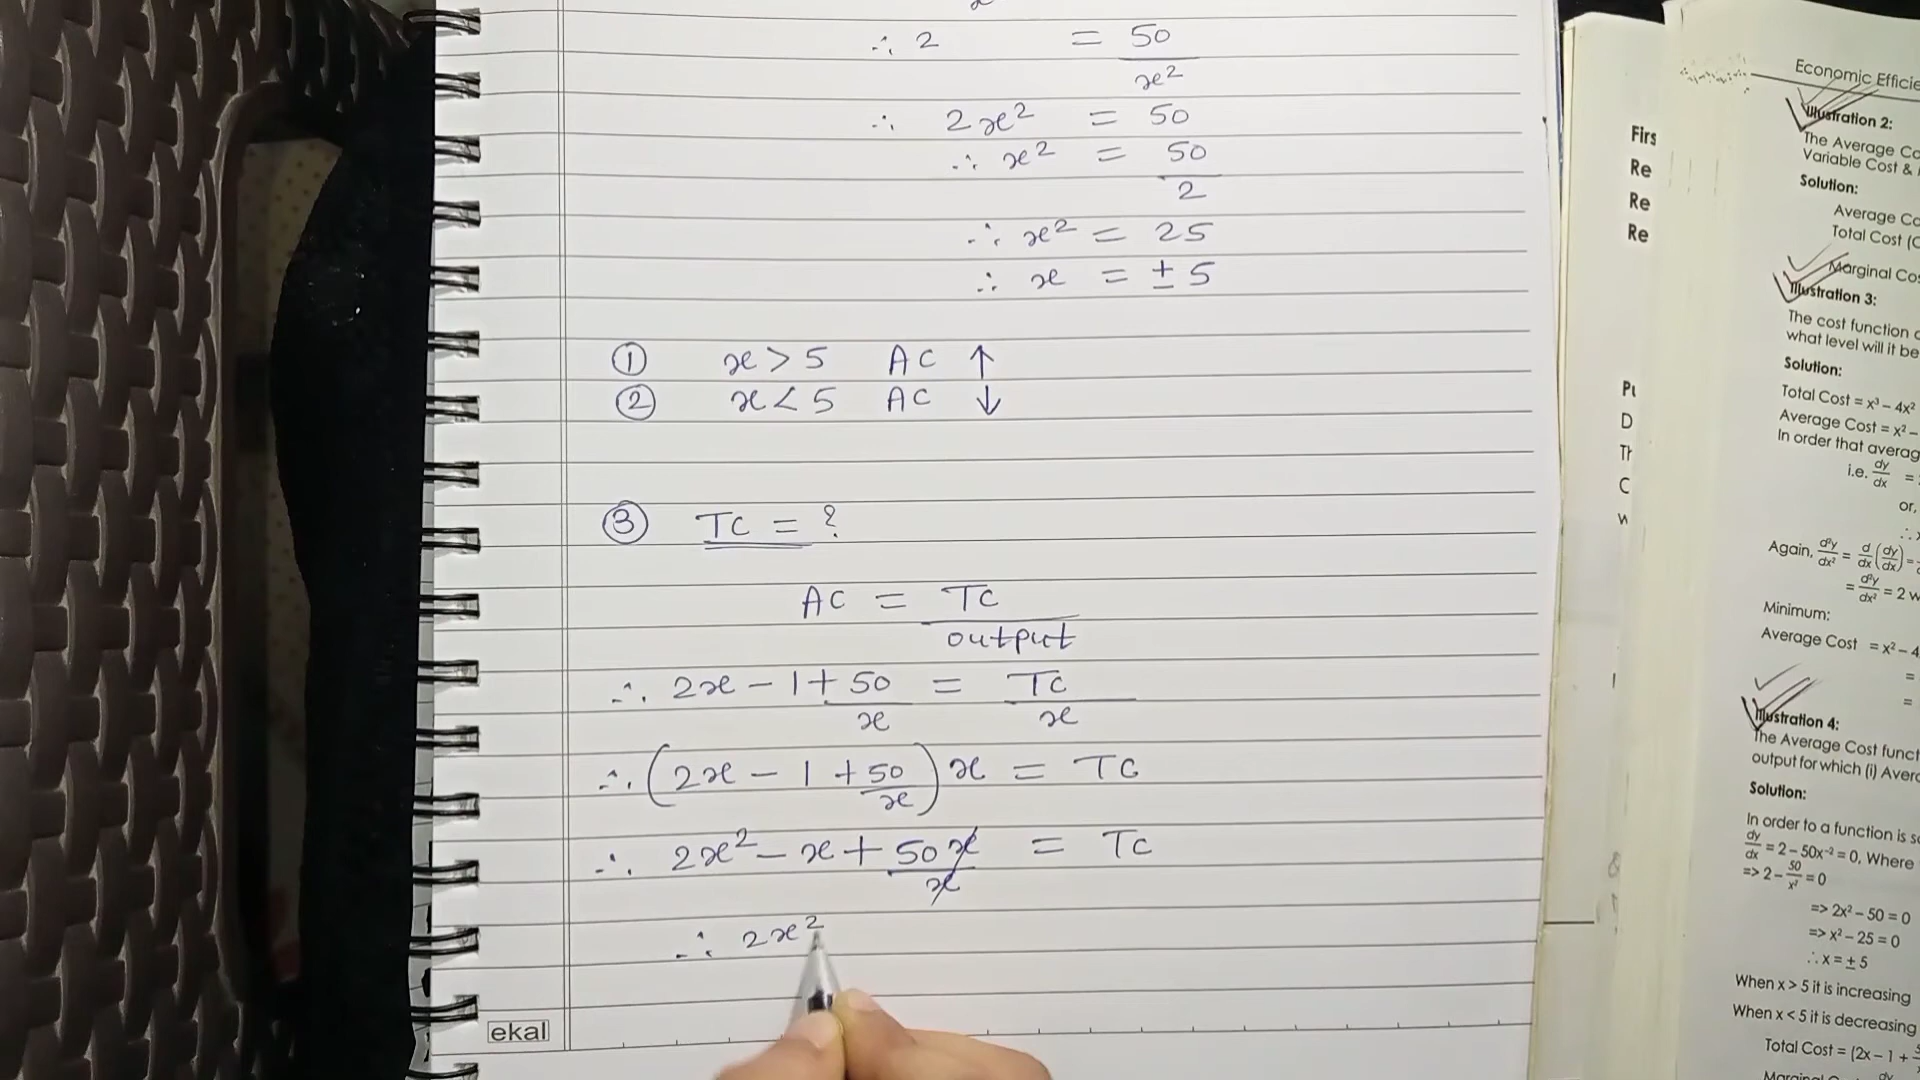 ∴ 2 = 50
x²
∴ 2x² = 50
∴ x² = 50
2
∴ x² = 25
∴ x = ± 5
① x > 5 AC ↑
② x < 5 AC ↓
③ TC = ?
AC = TC
output
∴ 2x - 1 + 50 = TC
x x
∴ (2x - 1 + 50/x) x = TC
∴ 2x² - x + 50x = TC
x
∴ 2x²
ekal
Firs
Re
Re
Re
Economic Efficie
Illustration 2:
The Average Co
Variable Cost &
Solution:
Average Co
Total Cost (C
Marginal Cos
Illustration 3:
The cost function
what level will it be
Solution:
Total Cost = x³ – 4x²
Average Cost = x² –
In order that averag
i.e. dy/dx =
or,
Again, d²y/dx² = d/dx (dy/dx) =
= d²y/dx² = 2
Minimum:
Average Cost = x² – 4
=
=
Illustration 4:
The Average Cost funct
output for which (i) Avera
Solution:
In order to a function is
dy/dx = 2 – 50x⁻² = 0, Where
=> 2 – 50/x² = 0
=> 2x² – 50 = 0
=> x² – 25 = 0
∴ x = ± 5
When x > 5 it is increasing
When x < 5 it is decreasing
Total Cost = (2x – 1 +